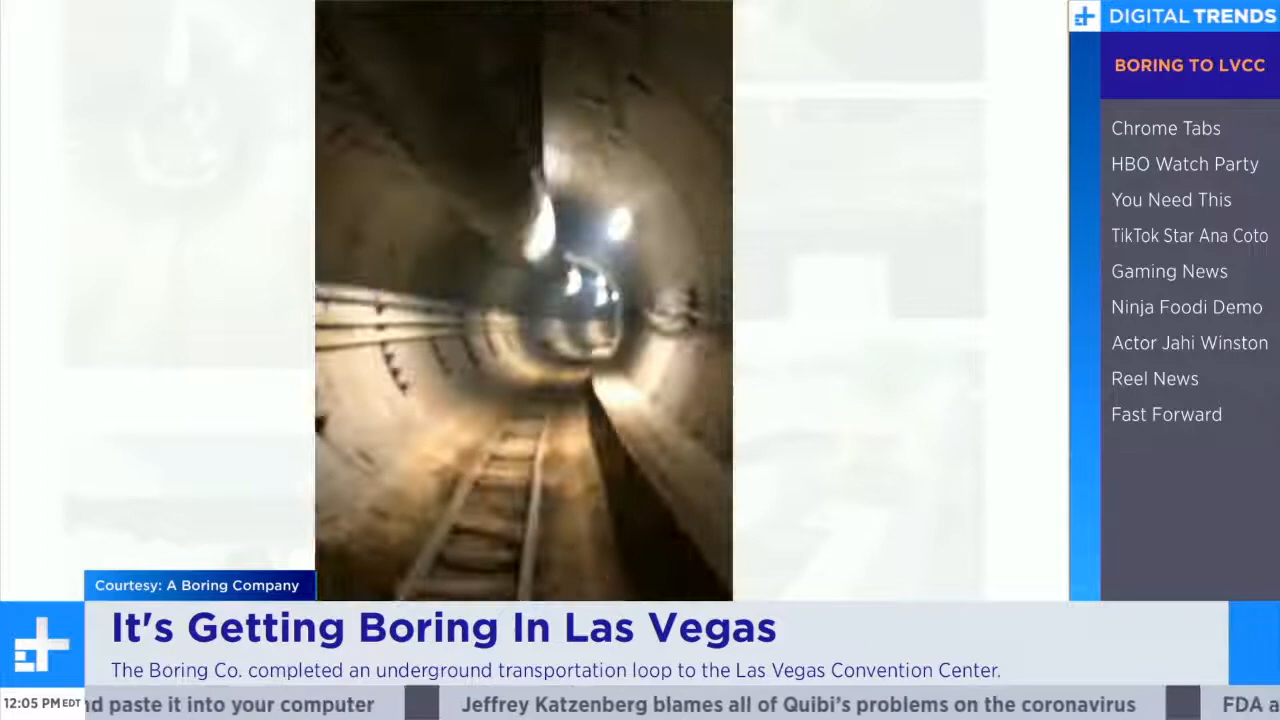 DIGITAL TRENDS
BORING TO LVCC
Chrome Tabs
HBO Watch Party
You Need This
TikTok Star Ana Coto
Gaming News
Ninja Foodi Demo
Actor Jahi Winston
Reel News
Fast Forward
Courtesy: A Boring Company
It's Getting Boring In Las Vegas
The Boring Co. completed an underground transportation loop to the Las Vegas Convention Center.
12:05 PM EDT nd paste it into your computer Jeffrey Katzenberg blames all of Quibi's problems on the coronavirus FDA a